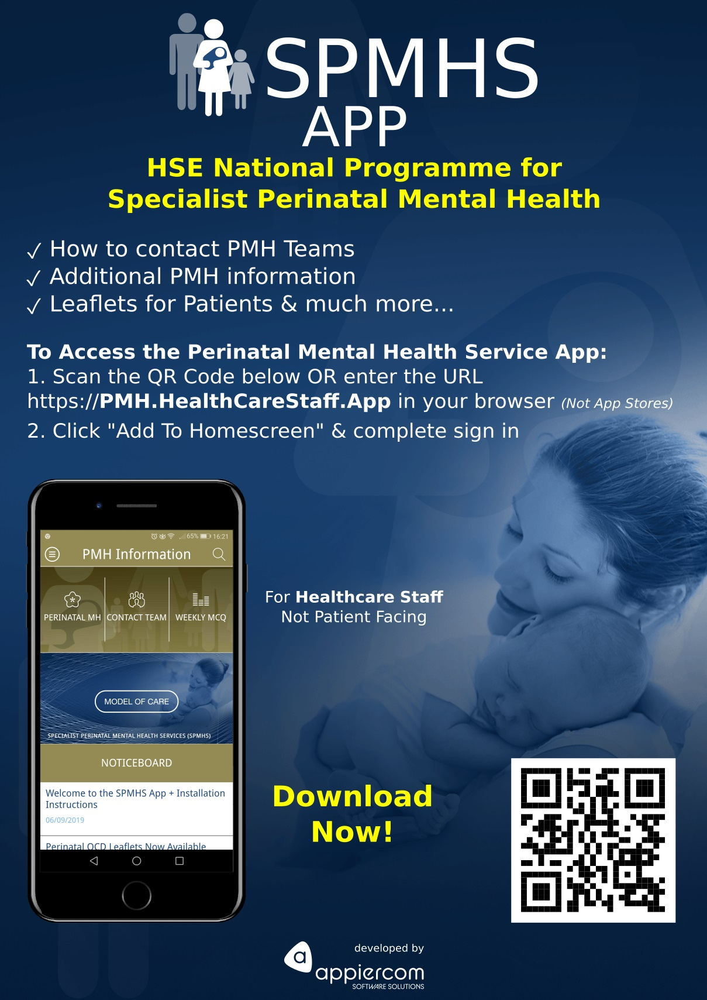 SPMHS
APP
HSE National Programme for
Specialist Perinatal Mental Health
✓ How to contact PMH Teams
✓ Additional PMH information
✓ Leaflets for Patients & much more...
To Access the Perinatal Mental Health Service App:
1. Scan the QR Code below OR enter the URL
https://PMH.HealthCareStaff.App in your browser (Not App Stores)
2. Click "Add To Homescreen" & complete sign in
65% 16:21
PMH Information
PERINATAL MH CONTACT TEAM WEEKLY MCQ
MODEL OF CARE
SPECIALIST PERINATAL MENTAL HEALTH SERVICES (SPMHS)
NOTICEBOARD
Welcome to the SPMHS App + Installation
Instructions
06/09/2019
Perinatal OCD Leaflets Now Available
For Healthcare Staff
Not Patient Facing
Download
Now!
developed by
a
appiercom
SOFTWARE SOLUTIONS